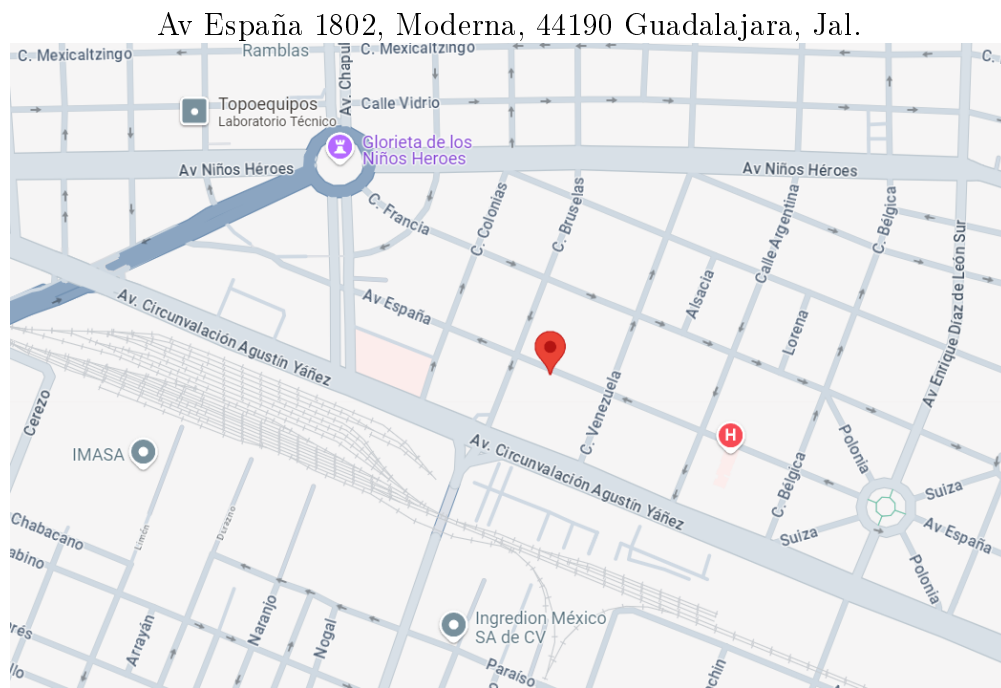 Av España 1802, Moderna, 44190 Guadalajara, Jal.
C. Mexicaltzingo
Ramblas
C. Mexicaltzingo
C.
Av. Chapul
Topoequipos
Laboratorio Técnico
Calle Vidrio
Glorieta de los
Niños Heroes
Av Niños Héroes
Av Niños Héroes
C. Francia
C. Colonias
C. Bruselas
Calle Argentina
C. Bélgica
Av Enrique Díaz de León Sur
Av España
Alsacia
Lorena
Av. Circunvalación Agustín Yáñez
C. Venezuela
Cerezo
IMASA
H
Av. Circunvalación Agustín Yáñez
Polonia
C. Bélgica
Suiza
Suiza
Av España
Polonia
Chabacano
Limón
Durazno
abino
Arrayán
Naranjo
Nogal
Ingredion México
SA de CV
rés
llo
Paraíso
chin